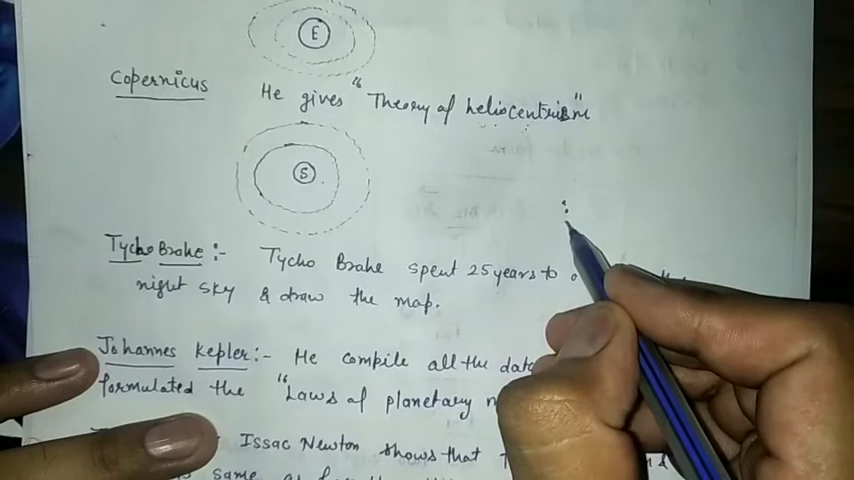 E
Copernicus He gives "Theory of heliocentrism"
S
Tycho Brahe :- Tycho Brahe spent 25 years to
night sky & draw the map.
Johannes Kepler :- He compile all the data
formulated the "Laws of planetary
Issac Newton shows that
same as